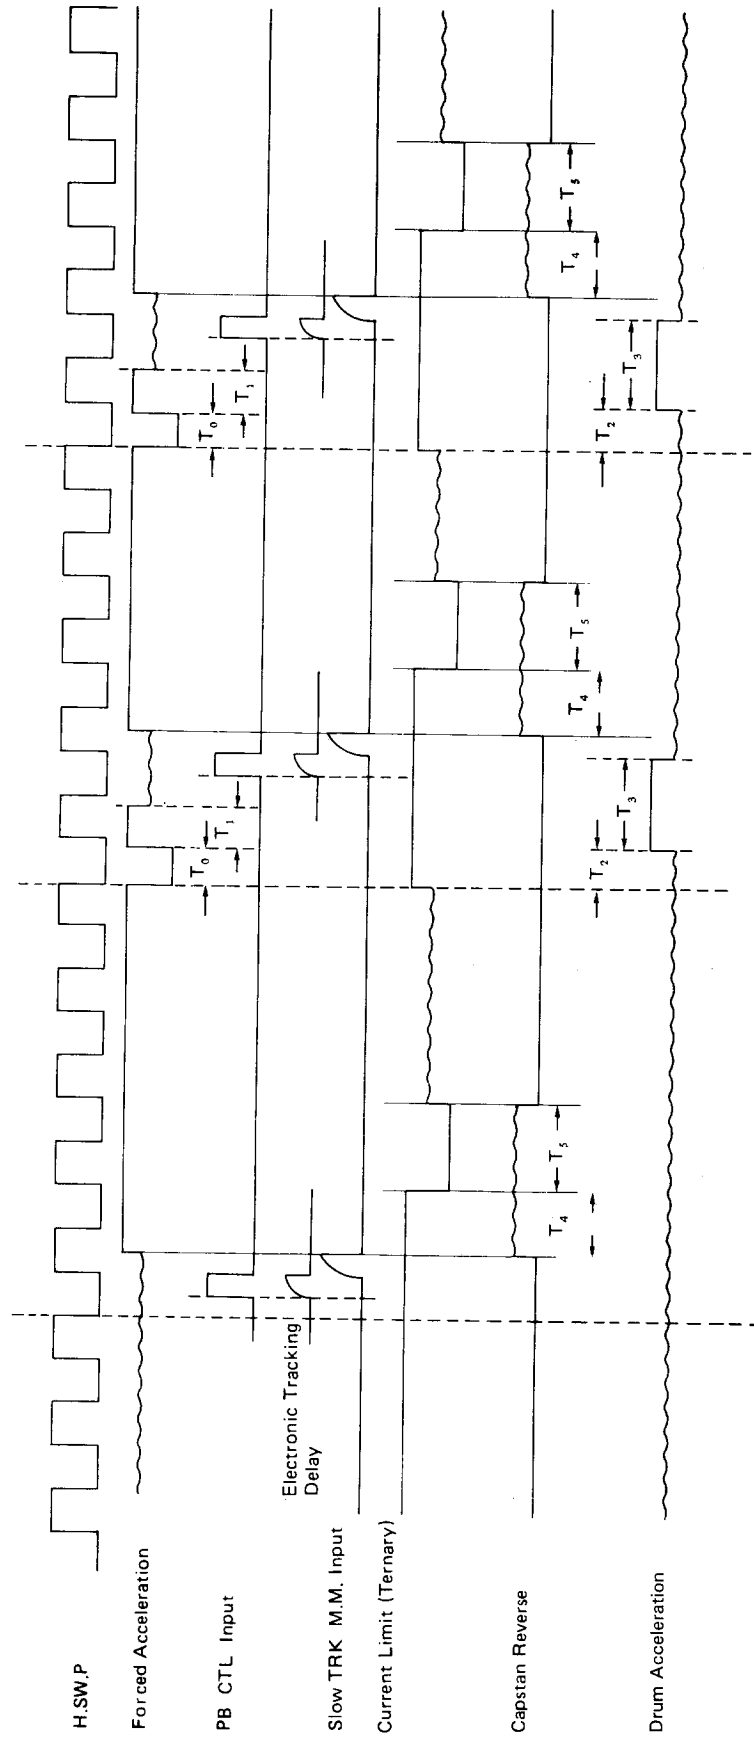 H.SW.P
Forced Acceleration
T₀
T₁
T₀
T₁
PB CTL Input
Electronic Tracking
Delay
Slow TRK M.M. Input
Current Limit (Ternary)
T₄
T₅
T₄
T₅
T₄
T₅
Capstan Reverse
T₂
T₃
T₂
T₃
Drum Acceleration